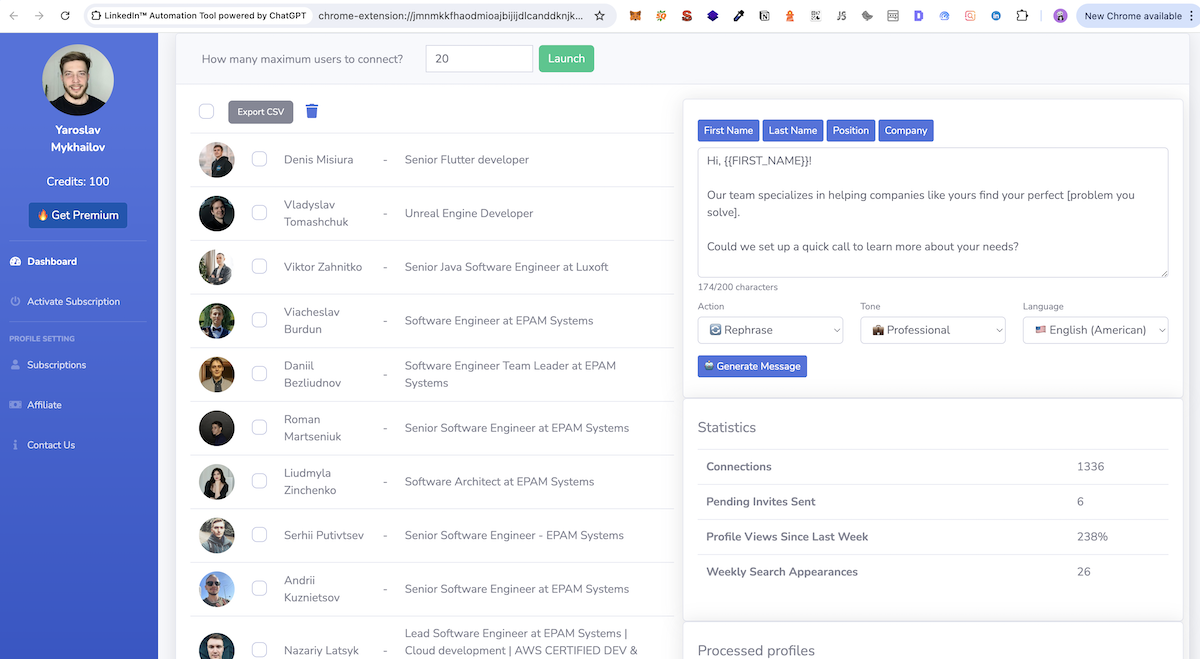 LinkedIn™ Automation Tool powered by ChatGPT
chrome-extension://jmnmkkfhaodmioajbijijdlcanddknjk...
New Chrome available
Yaroslav
Mykhailov
Credits: 100
Get Premium
Dashboard
Activate Subscription
PROFILE SETTING
Subscriptions
Affiliate
Contact Us
How many maximum users to connect?
20
Launch
Export CSV
Denis Misiura - Senior Flutter developer
Vladyslav
Tomashchuk
- Unreal Engine Developer
Viktor Zahnitko - Senior Java Software Engineer at Luxoft
Viacheslav
Burdun
- Software Engineer at EPAM Systems
Daniil
Bezliudnov
- Software Engineer Team Leader at EPAM
Systems
Roman
Martseniuk
- Senior Software Engineer at EPAM Systems
Liudmyla
Zinchenko
- Software Architect at EPAM Systems
Serhii Putivtsev - Senior Software Engineer - EPAM Systems
Andrii
Kuznietsov
- Senior Software Engineer at EPAM Systems
Nazariy Latsyk -
Lead Software Engineer at EPAM Systems |
Cloud development | AWS CERTIFIED DEV &
First Name
Last Name
Position
Company
Hi, {{FIRST_NAME}}!
Our team specializes in helping companies like yours find your perfect [problem you
solve].
Could we set up a quick call to learn more about your needs?
174/200 characters
Action
Tone
Language
Rephrase
Professional
English (American)
Generate Message
Statistics
Connections 1336
Pending Invites Sent 6
Profile Views Since Last Week 238%
Weekly Search Appearances 26
Processed profiles